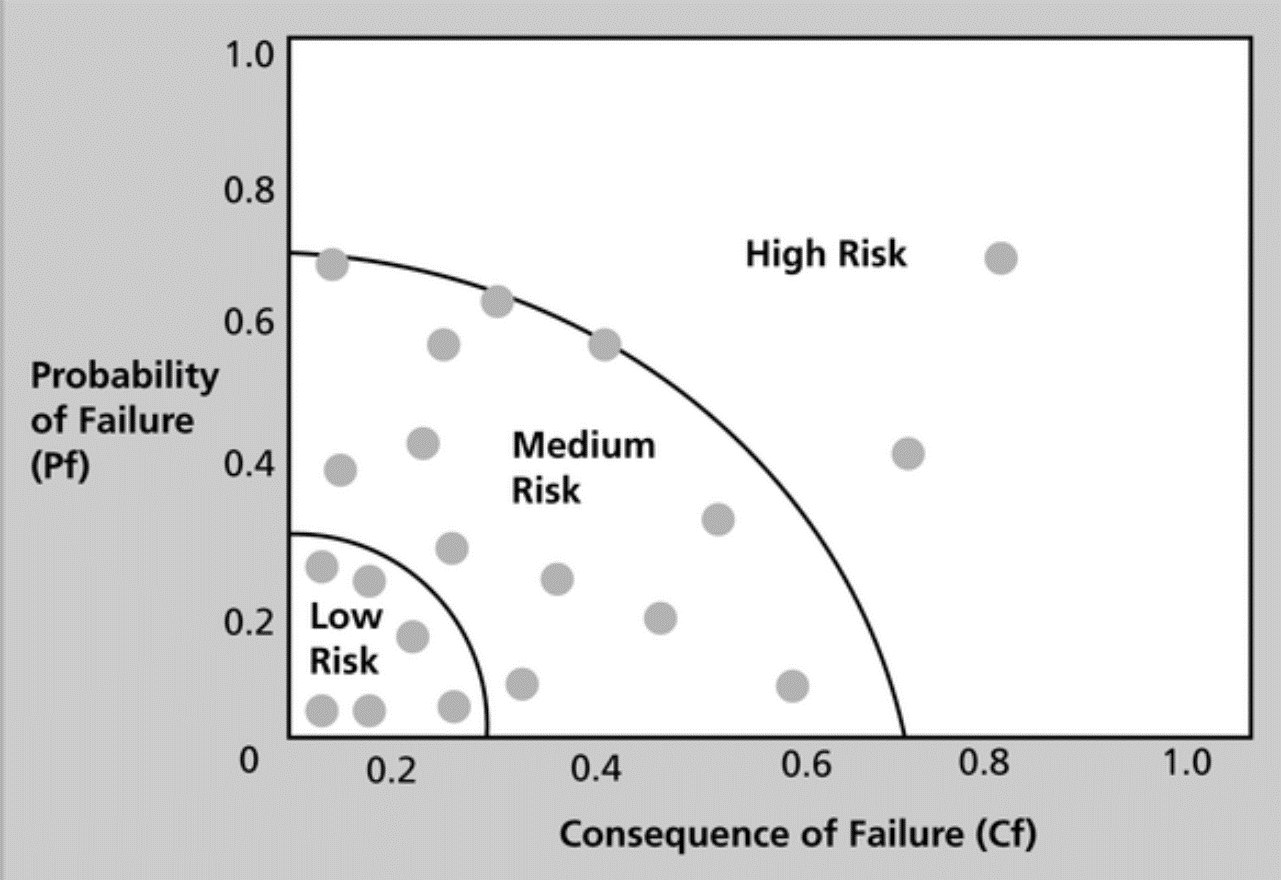 1.0
0.8
High Risk
0.6
Probability
of Failure
(Pf)
Medium
Risk
0.4
Low
Risk
0.2
0
0.2
0.4
0.6
0.8
1.0
Consequence of Failure (Cf)